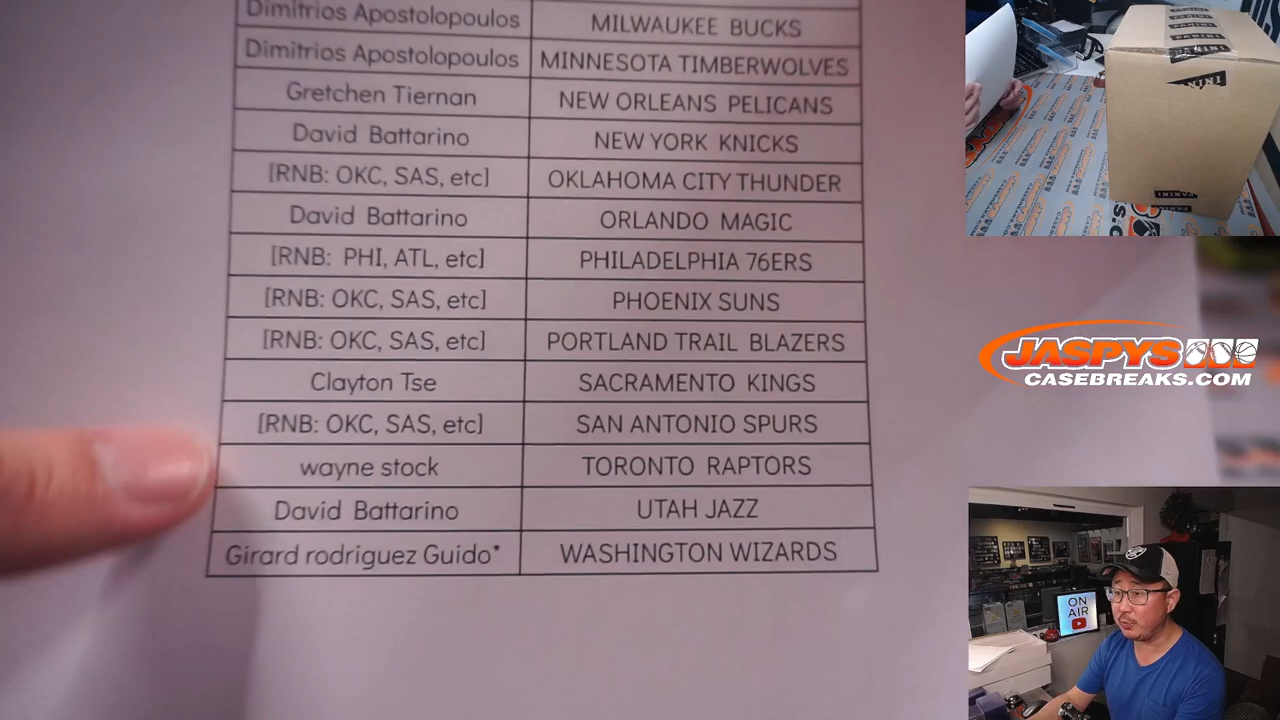 Dimitrios Apostolopoulos MILWAUKEE BUCKS
Dimitrios Apostolopoulos MINNESOTA TIMBERWOLVES
Gretchen Tiernan NEW ORLEANS PELICANS
David Battarino NEW YORK KNICKS
[RNB: OKC, SAS, etc] OKLAHOMA CITY THUNDER
David Battarino ORLANDO MAGIC
[RNB: PHI, ATL, etc] PHILADELPHIA 76ERS
[RNB: OKC, SAS, etc] PHOENIX SUNS
[RNB: OKC, SAS, etc] PORTLAND TRAIL BLAZERS
Clayton Tse SACRAMENTO KINGS
[RNB: OKC, SAS, etc] SAN ANTONIO SPURS
wayne stock TORONTO RAPTORS
David Battarino UTAH JAZZ
Girard rodriguez Guido* WASHINGTON WIZARDS
PANINI
PANINI
PANINI
PANINI
JASPYS
CASEBREAKS.COM
ON
AIR